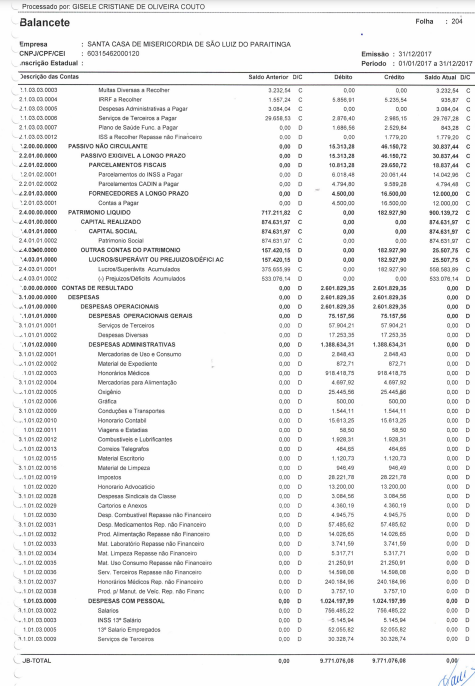 Processado por: GISELE CRISTIANE DE OLIVEIRA COUTO
Balancete Folha : 204
Empresa : SANTA CASA DE MISERICORDIA DE SÃO LUIZ DO PARAITINGA
CNPJ/CPF/CEI : 60315462000120 Emissão : 31/12/2017
Inscrição Estadual : Período : 01/01/2017 a 31/12/2017
Descrição das Contas Saldo Anterior D/C Débito Crédito Saldo Atual D/C
2.1.03.03.0003 Multas Diversas a Recolher 3.232,54 C 0,00 0,00 3.232,54 C
2.1.03.03.0004 IRRF a Recolher 1.557,24 C 5.856,91 5.235,54 935,87 C
2.1.03.03.0005 Despesas Administrativas a Pagar 3.084,04 C 0,00 0,00 3.084,04 C
2.1.03.03.0006 Serviços de Terceiros a Pagar 29.658,53 C 2.876,40 2.985,15 29.767,28 C
2.1.03.03.0007 Plano de Saúde Func. a Pagar 0,00 D 1.686,56 2.529,84 843,28 C
2.1.03.03.0012 ISS a Recolher Repasse não Financeiro 0,00 D 0,00 1.779,20 1.779,20 C
2.2.00.00.0000 PASSIVO NÃO CIRCULANTE 0,00 D 15.313,28 46.150,72 30.837,44 C
2.2.01.00.0000 PASSIVO EXIGIVEL A LONGO PRAZO 0,00 D 15.313,28 46.150,72 30.837,44 C
2.2.01.02.0000 PARCELAMENTOS FISCAIS 0,00 D 10.813,28 29.650,72 18.837,44 C
2.2.01.02.0001 Parcelamentos do INSS a Pagar 0,00 D 6.018,48 20.061,44 14.042,96 C
2.2.01.02.0002 Parcelamentos CADIN a Pagar 0,00 D 4.794,80 9.589,28 4.794,48 C
2.2.01.03.0000 FORNECEDORES A LONGO PRAZO 0,00 D 4.500,00 16.500,00 12.000,00 C
2.2.01.03.0001 Contas a Pagar 0,00 D 4.500,00 16.500,00 12.000,00 C
2.4.00.00.0000 PATRIMONIO LIQUIDO 717.211,82 C 0,00 182.927,90 900.139,72 C
2.4.01.00.0000 CAPITAL REALIZADO 874.631,97 C 0,00 0,00 874.631,97 C
2.4.01.01.0000 CAPITAL SOCIAL 874.631,97 C 0,00 0,00 874.631,97 C
2.4.01.01.0002 Patrimonio Social 874.631,97 C 0,00 0,00 874.631,97 C
2.4.03.00.0000 OUTRAS CONTAS DO PATRIMONIO 157.420,15 D 0,00 182.927,90 25.507,75 C
2.4.03.01.0000 LUCROS/SUPERÁVIT OU PREJUIZOS/DÉFICI AC 157.420,15 D 0,00 182.927,90 25.507,75 C
2.4.03.01.0001 Lucros/Superávits Acumulados 375.655,99 C 0,00 182.927,90 558.583,89 C
2.4.03.01.0002 (-) Prejuizos/Déficits Acumulados 533.076,14 D 0,00 0,00 533.076,14 D
3.0.00.00.0000 CONTAS DE RESULTADO 0,00 D 2.601.829,35 2.601.829,35 0,00 D
3.1.00.00.0000 DESPESAS 0,00 D 2.601.829,35 2.601.829,35 0,00 D
3.1.01.00.0000 DESPESAS OPERACIONAIS 0,00 D 2.601.829,35 2.601.829,35 0,00 D
3.1.01.01.0000 DESPESAS OPERACIONAIS GERAIS 0,00 D 75.157,56 75.157,56 0,00 D
3.1.01.01.0001 Serviços de Terceiros 0,00 D 57.904,21 57.904,21 0,00 D
3.1.01.01.0002 Despesas Diversas 0,00 D 17.253,35 17.253,35 0,00 D
3.1.01.02.0000 DESPESAS ADMINISTRATIVAS 0,00 D 1.388.634,31 1.388.634,31 0,00 D
3.1.01.02.0001 Mercadorias de Uso e Consumo 0,00 D 2.848,43 2.848,43 0,00 D
3.1.01.02.0002 Material de Expediente 0,00 D 872,71 872,71 0,00 D
3.1.01.02.0003 Honorários Médicos 0,00 D 918.418,75 918.418,75 0,00 D
3.1.01.02.0004 Mercadorias para Alimentação 0,00 D 4.697,92 4.697,92 0,00 D
3.1.01.02.0005 Oxigênio 0,00 D 25.445,56 25.445,56 0,00 D
3.1.01.02.0006 Gráfica 0,00 D 500,00 500,00 0,00 D
3.1.01.02.0009 Conduções e Transportes 0,00 D 1.544,11 1.544,11 0,00 D
3.1.01.02.0010 Honorario Contabil 0,00 D 15.613,25 15.613,25 0,00 D
3.1.01.02.0011 Viagens e Estadias 0,00 D 58,50 58,50 0,00 D
3.1.01.02.0012 Combustiveis e Lubrificantes 0,00 D 1.928,31 1.928,31 0,00 D
3.1.01.02.0013 Correios Telegrafos 0,00 D 464,65 464,65 0,00 D
3.1.01.02.0015 Material Escritorio 0,00 D 1.120,73 1.120,73 0,00 D
3.1.01.02.0016 Material de Limpeza 0,00 D 946,49 946,49 0,00 D
3.1.01.02.0019 Impostos 0,00 D 28.221,78 28.221,78 0,00 D
3.1.01.02.0020 Honorario Advocaticio 0,00 D 13.200,00 13.200,00 0,00 D
3.1.01.02.0028 Despesas Sindicais da Classe 0,00 D 3.084,56 3.084,56 0,00 D
3.1.01.02.0029 Cartorios e Anexos 0,00 D 4.360,19 4.360,19 0,00 D
3.1.01.02.0030 Desp. Combustivel Repasse não Financeiro 0,00 D 4.945,75 4.945,75 0,00 D
3.1.01.02.0031 Desp. Medicamentos Rep. não Financeiro 0,00 D 57.485,62 57.485,62 0,00 D
3.1.01.02.0032 Prod. Alimentação Repasse não Financeiro 0,00 D 14.026,65 14.026,65 0,00 D
3.1.01.02.0033 Mat. Laboratório Repasse não Financeiro 0,00 D 3.741,59 3.741,59 0,00 D
3.1.01.02.0034 Mat. Limpeza Repasse não Financeiro 0,00 D 5.317,71 5.317,71 0,00 D
3.1.01.02.0035 Mat. Uso Consumo Repasse não Financeiro 0,00 D 21.250,91 21.250,91 0,00 D
3.1.01.02.0036 Serv. Terceiros Repasse não Financeiro 0,00 D 14.598,08 14.598,08 0,00 D
3.1.01.02.0037 Honorários Médicos Rep. não Financeiro 0,00 D 240.184,96 240.184,96 0,00 D
3.1.01.02.0038 Prod. p/ Manut. de Veíc. Rep. não Financ 0,00 D 3.757,10 3.757,10 0,00 D
3.1.01.03.0000 DESPESAS COM PESSOAL 0,00 D 1.024.197,99 1.024.197,99 0,00 D
3.1.01.03.0002 Salarios 0,00 D 756.485,22 756.485,22 0,00 D
3.1.01.03.0003 INSS 13º Salário 0,00 D -5.145,94 5.145,94 0,00 D
3.1.01.03.0005 13º Salario Empregados 0,00 D 52.055,82 52.055,82 0,00 D
3.1.01.03.0009 Serviços de Terceiros 0,00 D 30.328,74 30.328,74 0,00 D
SUB-TOTAL 0,00 9.771.076,08 9.771.076,08 0,00